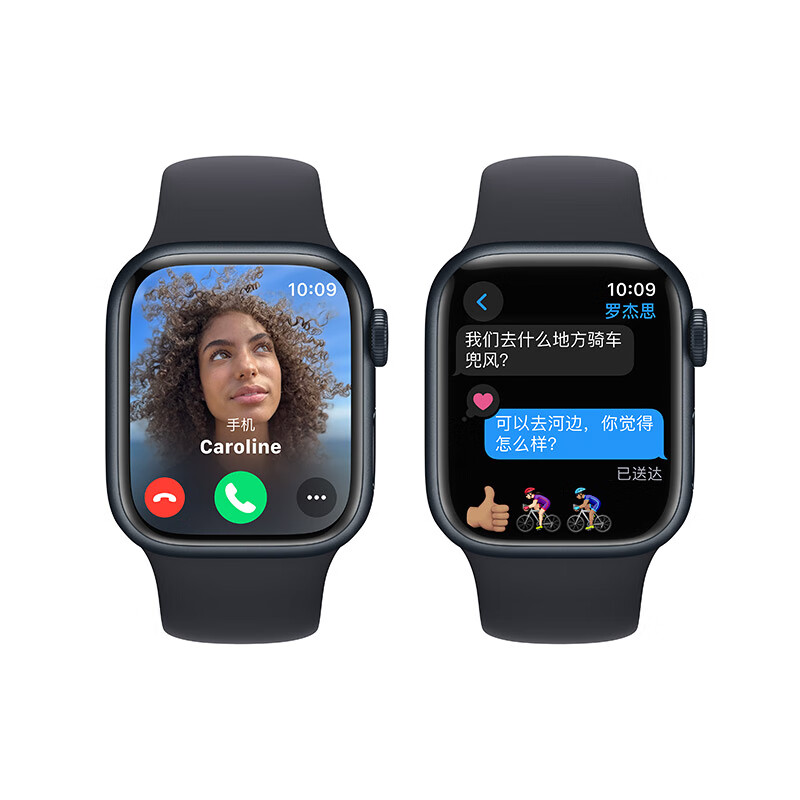 10:09
手机
Caroline
10:09
罗杰思
我们去什么地方骑车
兜风?
可以去河边，你觉得
怎么样?
已送达